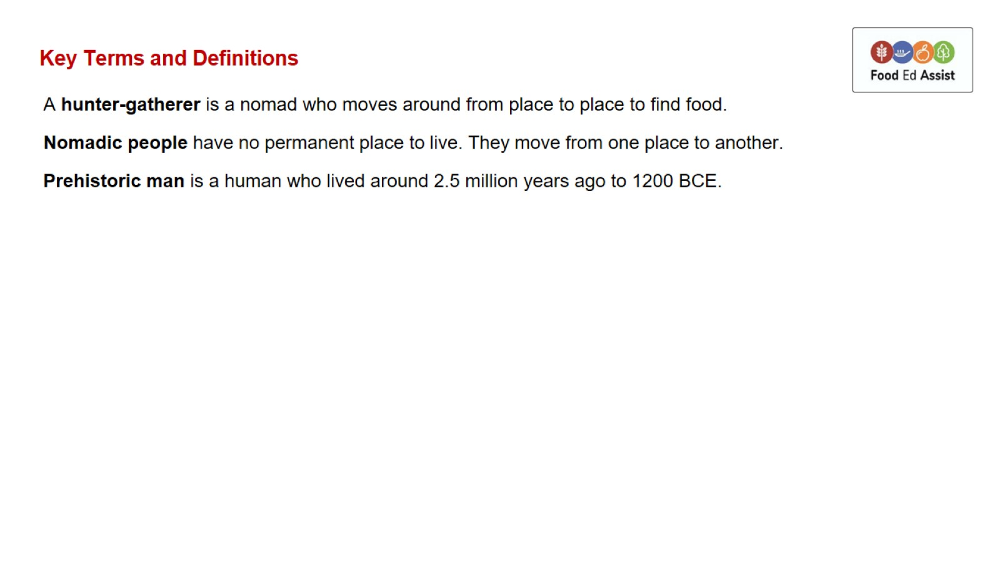 Key Terms and Definitions
Food Ed Assist
A hunter-gatherer is a nomad who moves around from place to place to find food.
Nomadic people have no permanent place to live. They move from one place to another.
Prehistoric man is a human who lived around 2.5 million years ago to 1200 BCE.